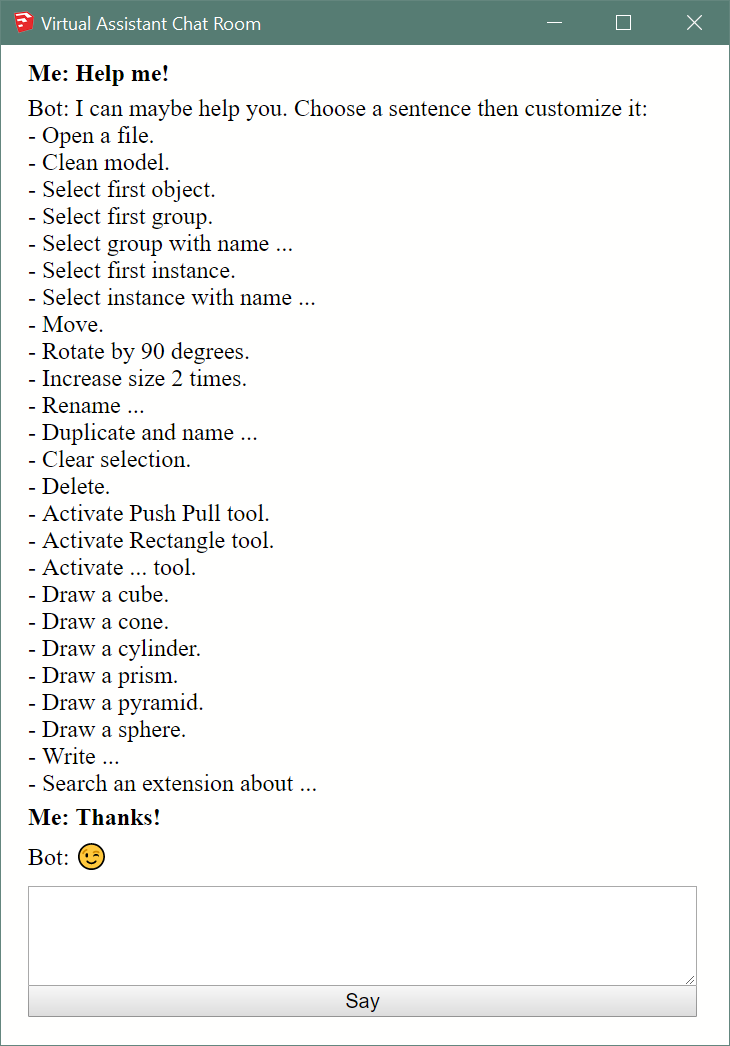 Virtual Assistant Chat Room
Me: Help me!
Bot: I can maybe help you. Choose a sentence then customize it:
- Open a file.
- Clean model.
- Select first object.
- Select first group.
- Select group with name ...
- Select first instance.
- Select instance with name ...
- Move.
- Rotate by 90 degrees.
- Increase size 2 times.
- Rename ...
- Duplicate and name ...
- Clear selection.
- Delete.
- Activate Push Pull tool.
- Activate Rectangle tool.
- Activate ... tool.
- Draw a cube.
- Draw a cone.
- Draw a cylinder.
- Draw a prism.
- Draw a pyramid.
- Draw a sphere.
- Write ...
- Search an extension about ...
Me: Thanks!
Bot: 😉
Say